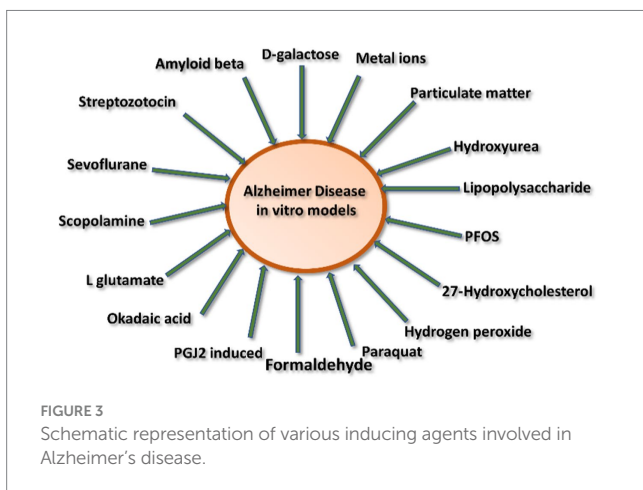 D-galactose
Metal ions
Amyloid beta
Particulate matter
Streptozotocin
Hydroxyurea
Sevoflurane
Lipopolysaccharide
Alzheimer Disease
in vitro models
Scopolamine
PFOS
L glutamate
27-Hydroxycholesterol
Okadaic acid
Hydrogen peroxide
PGJ2 induced
Paraquat
Formaldehyde
FIGURE 3
Schematic representation of various inducing agents involved in
Alzheimer's disease.